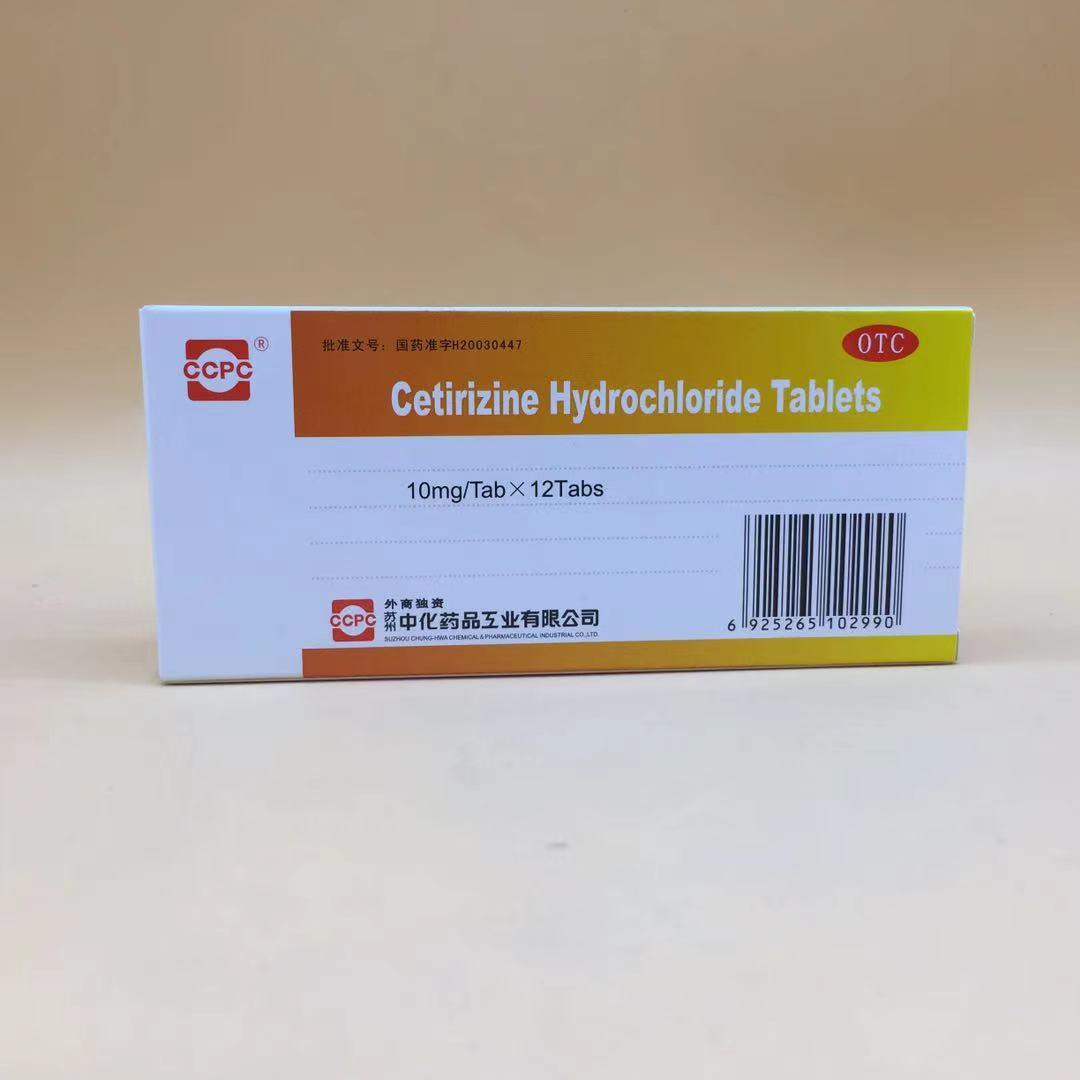 CCPC®
批准文号：国药准字H20030447
OTC
Cetirizine Hydrochloride Tablets
10mg/Tab×12Tabs
CCPC
外商独资
苏州中化药品工业有限公司
SUZHOU CHUNG-HWA CHEMICAL & PHARMACEUTICAL INDUSTRIAL CO.,LTD.
6 925265 102990